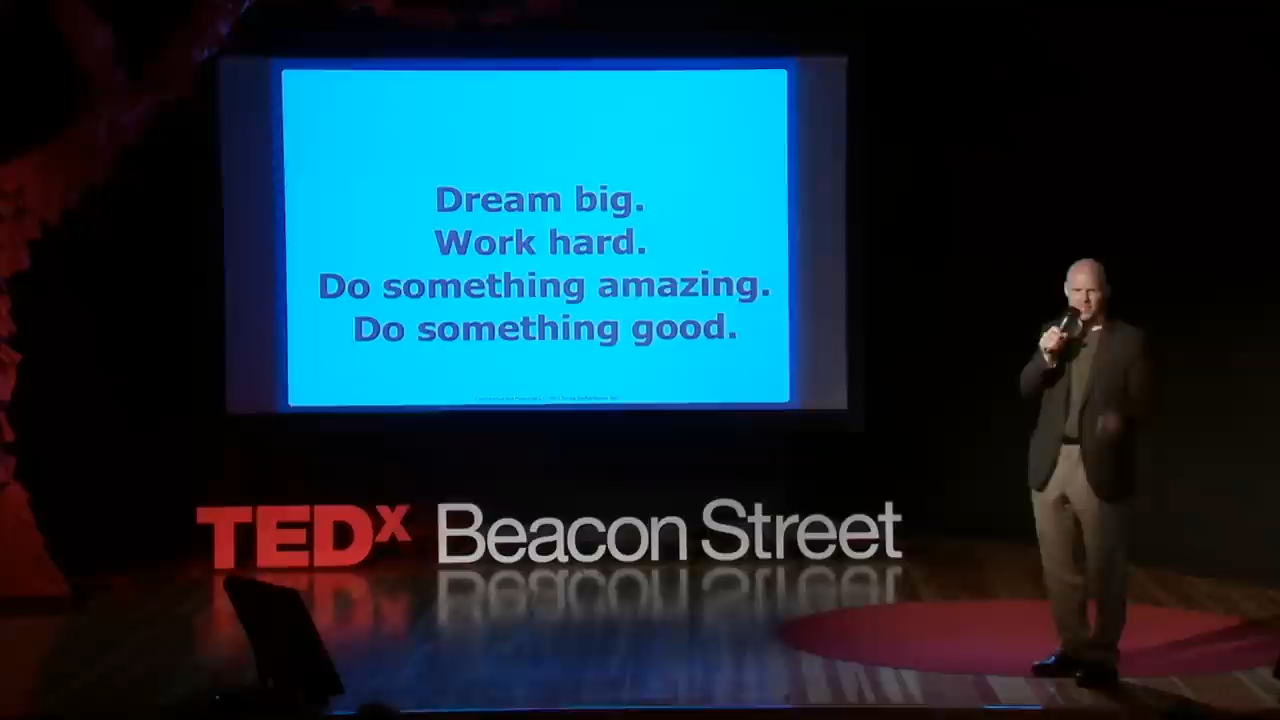 Dream big.
Work hard.
Do something amazing.
Do something good.
TEDx Beacon Street